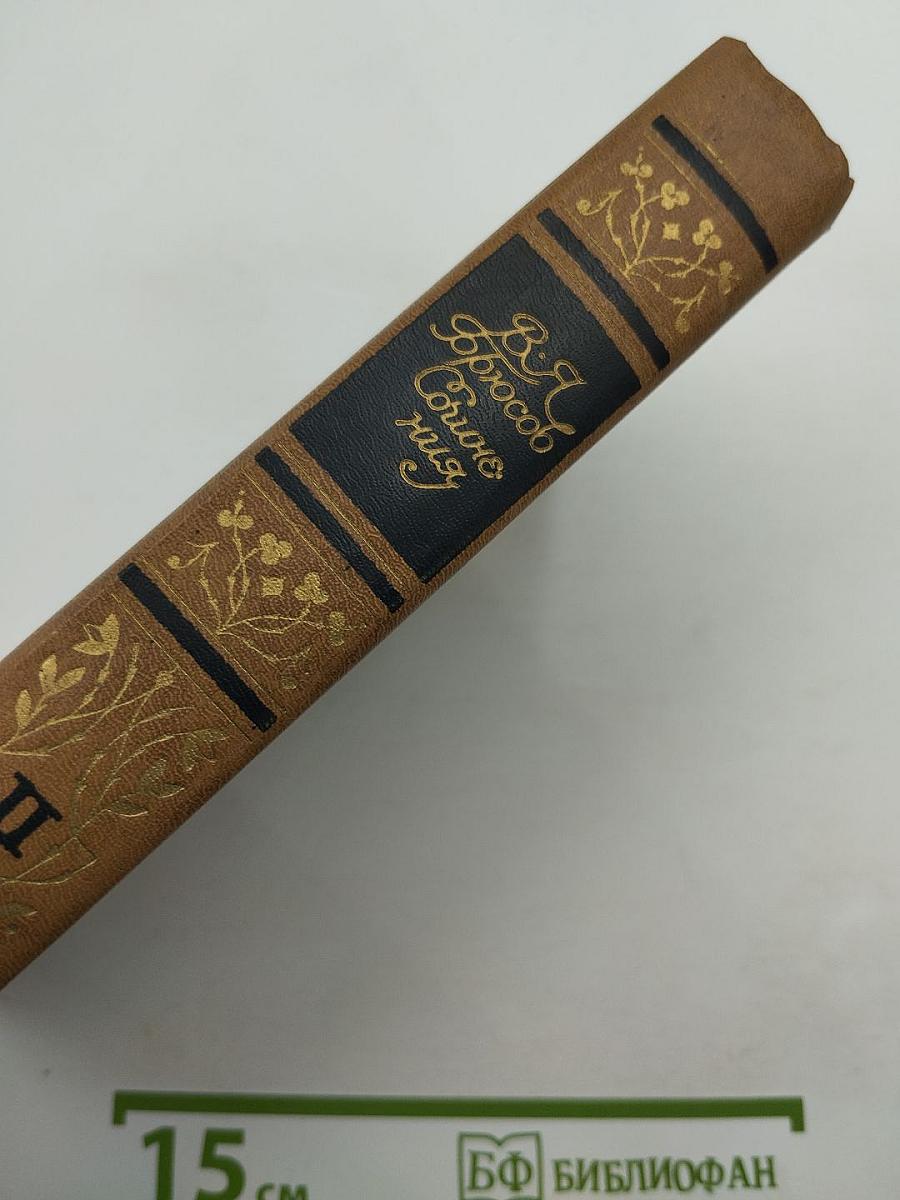 В·Я
Брюсов
Сочине
ния
II
15 см
БФ БИБЛИОФАН